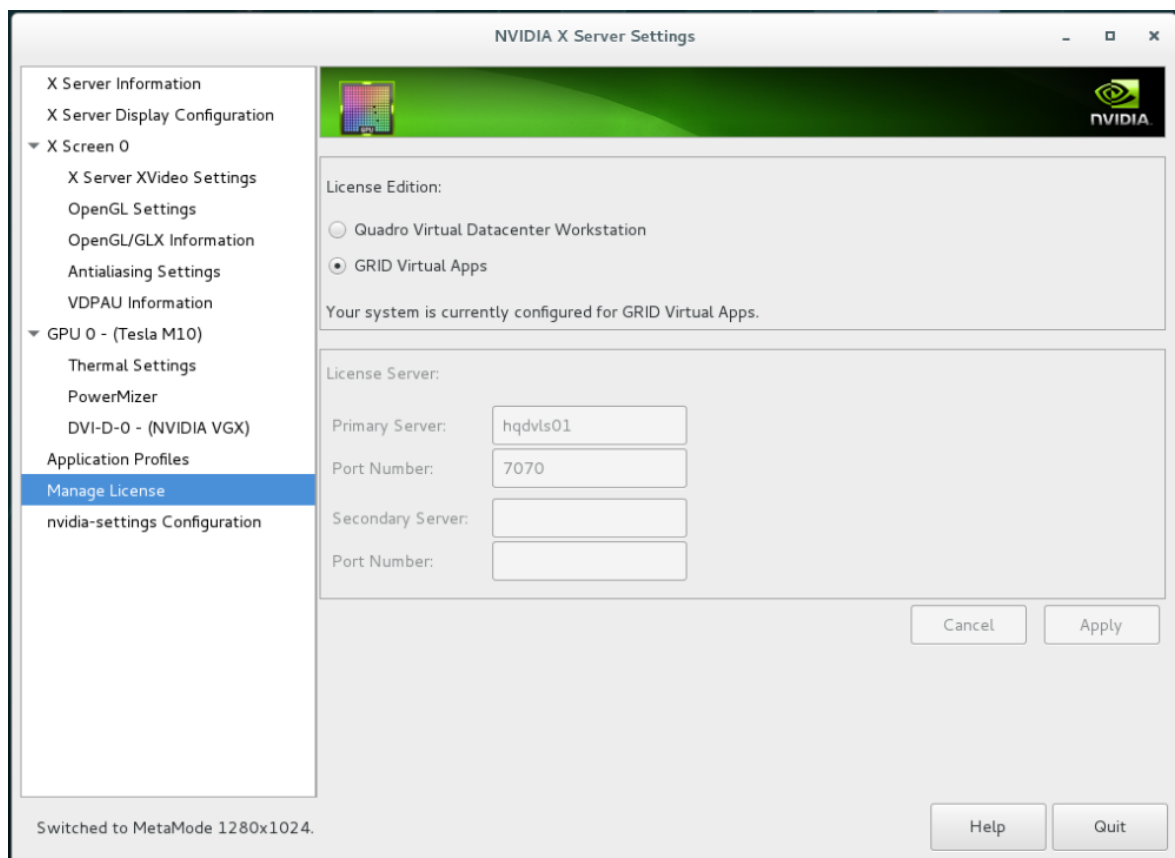 NVIDIA X Server Settings
X Server Information
X Server Display Configuration
X Screen 0
X Server XVideo Settings
OpenGL Settings
OpenGL/GLX Information
Antialiasing Settings
VDPAU Information
GPU 0 - (Tesla M10)
Thermal Settings
PowerMizer
DVI-D-0 - (NVIDIA VGX)
Application Profiles
Manage License
nvidia-settings Configuration
GPU
NVIDIA.
License Edition:
Quadro Virtual Datacenter Workstation
GRID Virtual Apps
Your system is currently configured for GRID Virtual Apps.
License Server:
Primary Server: hqdvls01
Port Number: 7070
Secondary Server:
Port Number:
Cancel Apply
Switched to MetaMode 1280x1024.
Help Quit